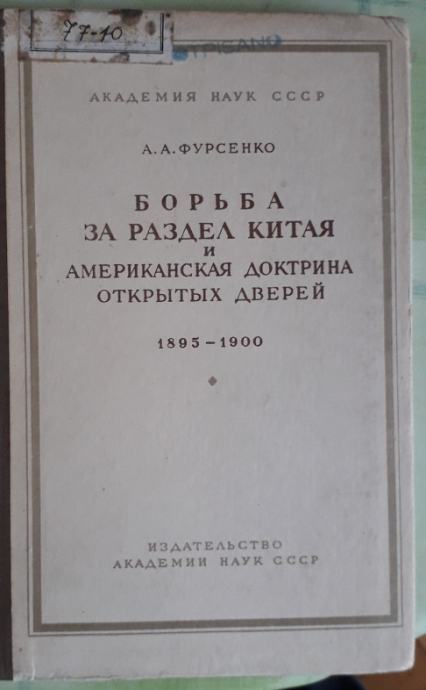 77-10
OTPISANO
АКАДЕМИЯ НАУК СССР
А. А. ФУРСЕНКО
БОРЬБА
ЗА РАЗДЕЛ КИТАЯ
И
АМЕРИКАНСКАЯ ДОКТРИНА
ОТКРЫТЫХ ДВЕРЕЙ
1895–1900
ИЗДАТЕЛЬСТВО
АКАДЕМИИ НАУК СССР